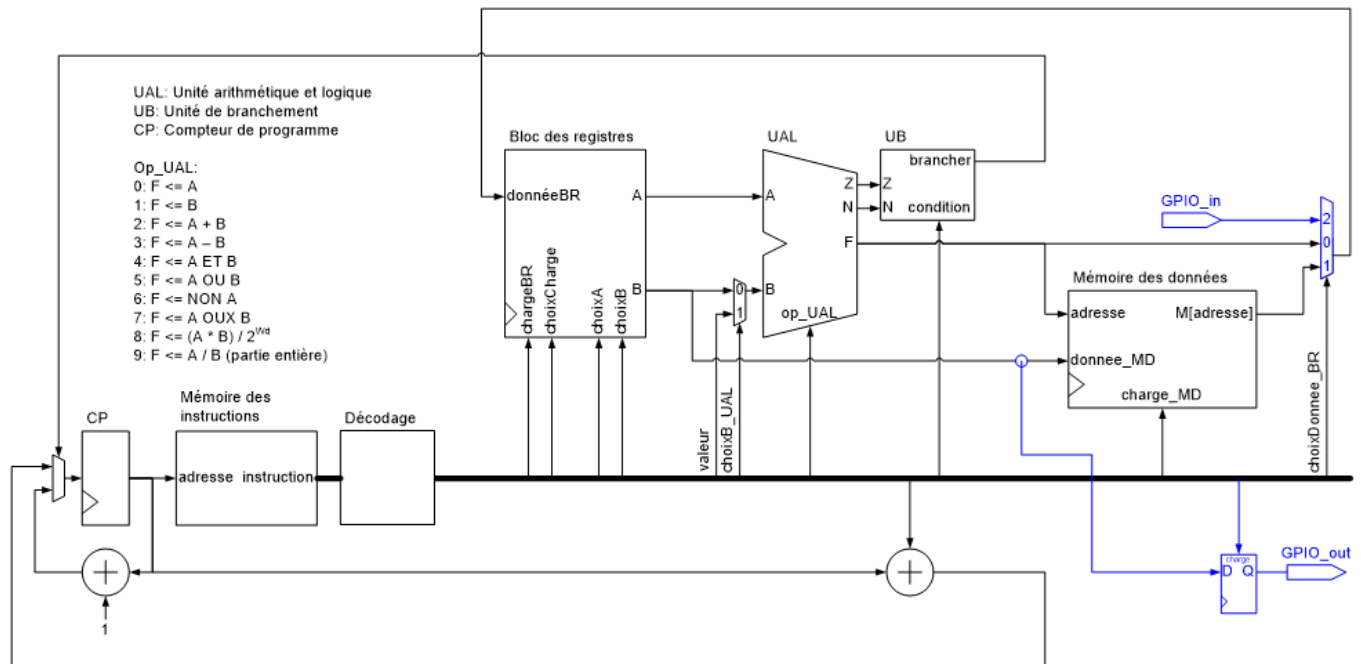 UAL: Unité arithmétique et logique
UB: Unité de branchement
CP: Compteur de programme
Op_UAL:
0: F <= A
1: F <= B
2: F <= A + B
3: F <= A – B
4: F <= A ET B
5: F <= A OU B
6: F <= NON A
7: F <= A OUX B
8: F <= (A * B) / 2^Wd
9: F <= A / B (partie entière)
Bloc des registres
donnéeBR
A
B
chargeBR
choixCharge
choixA
choixB
0
1
valeur
choixB_UAL
UAL
A
B
Z
N
F
op_UAL
UB
Z
N
brancher
condition
GPIO_in
2
0
1
Mémoire des données
adresse
M[adresse]
donnee_MD
charge_MD
choixDonnee_BR
CP
Mémoire des
instructions
adresse instruction
Décodage
1
charge
D Q
GPIO_out